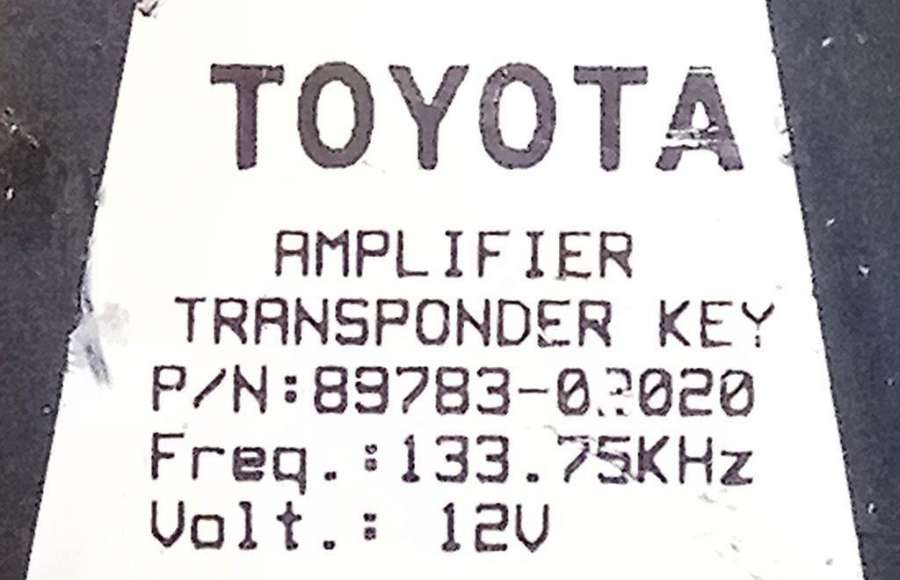 TOYOTA
AMPLIFIER
TRANSPONDER KEY
P/N:
Freq.:133.75KHz
Volt.: 12V